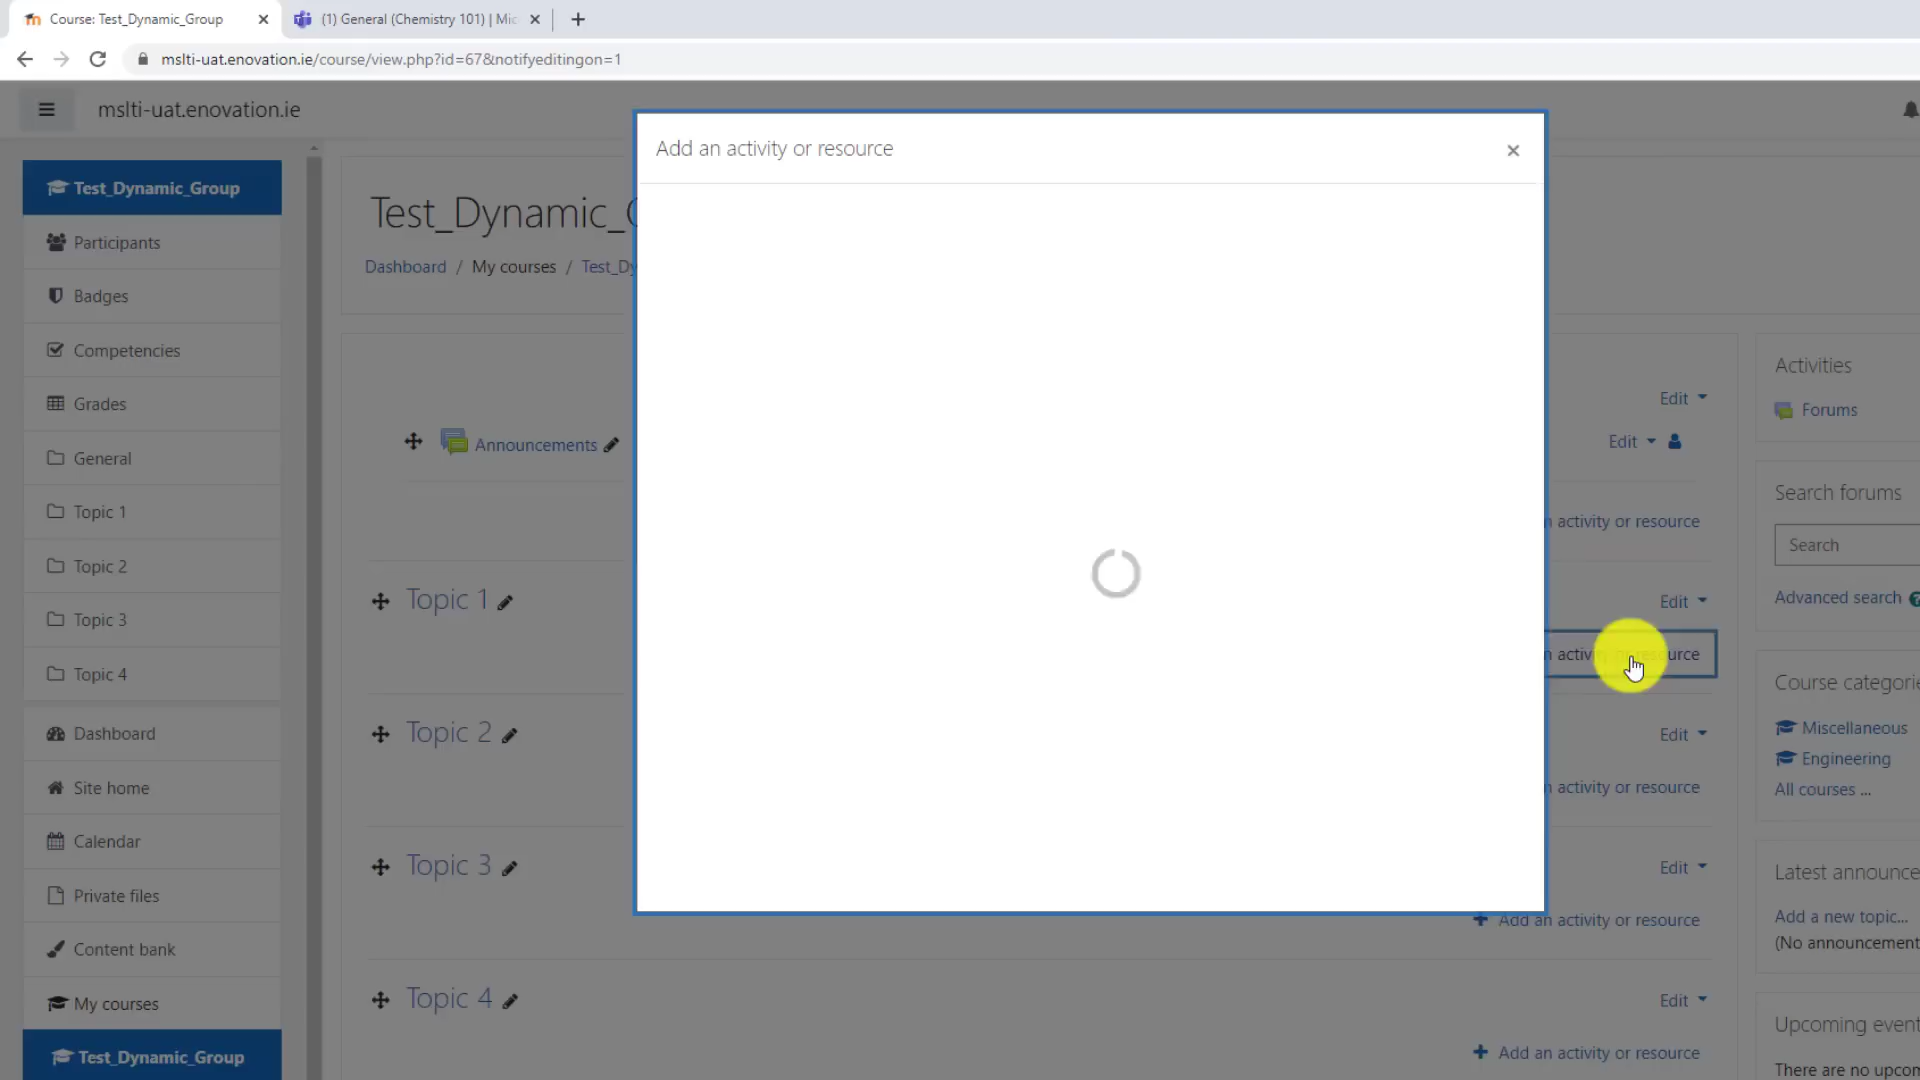 Course: Test_Dynamic_Group
(1) General (Chemistry 101) | Mic
mslti-uat.enovation.ie/course/view.php?id=67&notifyeditingon=1
mslti-uat.enovation.ie
Add an activity or resource
Test_Dynamic_Group
Participants
Badges
Competencies
Grades
General
Topic 1
Topic 2
Topic 3
Topic 4
Dashboard
Site home
Calendar
Private files
Content bank
My courses
Test_Dynamic_Group
Test_Dynamic_
Dashboard / My courses / Test_Dy
Edit
Announcements
Edit
activity or resource
Topic 1
Edit
Topic 2
Edit
activity or resource
Topic 3
Edit
Add an activity or resource
Topic 4
Edit
Add an activity or resource
Activities
Forums
Search forums
Search
Advanced search
Course categorie
Miscellaneous
Engineering
All courses ...
Latest announce
Add a new topic...
(No announcement
Upcoming event
There are no upcom